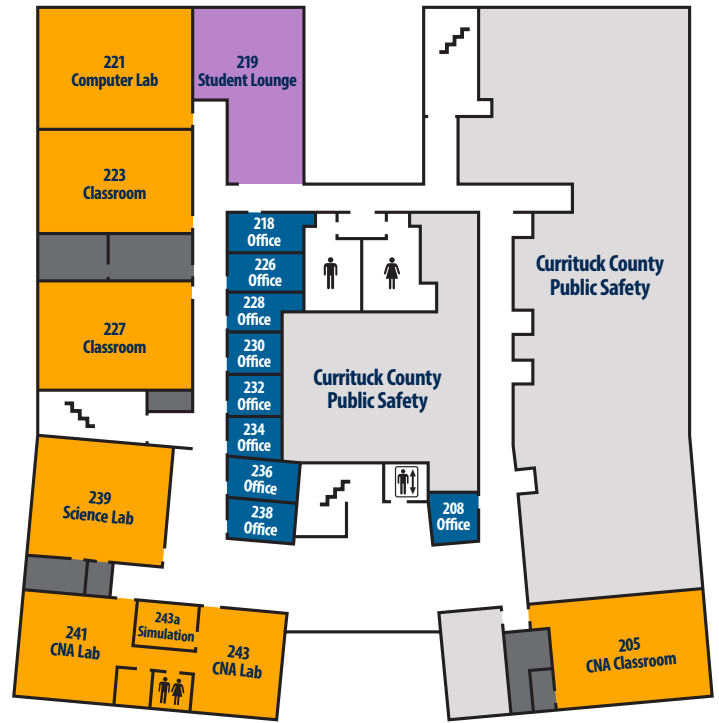 221
Computer Lab
219
Student Lounge
223
Classroom
218
Office
226
Office
228
Office
227
Classroom
230
Office
232
Office
234
Office
236
Office
238
Office
Currituck County
Public Safety
Currituck County
Public Safety
239
Science Lab
208
Office
241
CNA Lab
243a
Simulation
243
CNA Lab
205
CNA Classroom